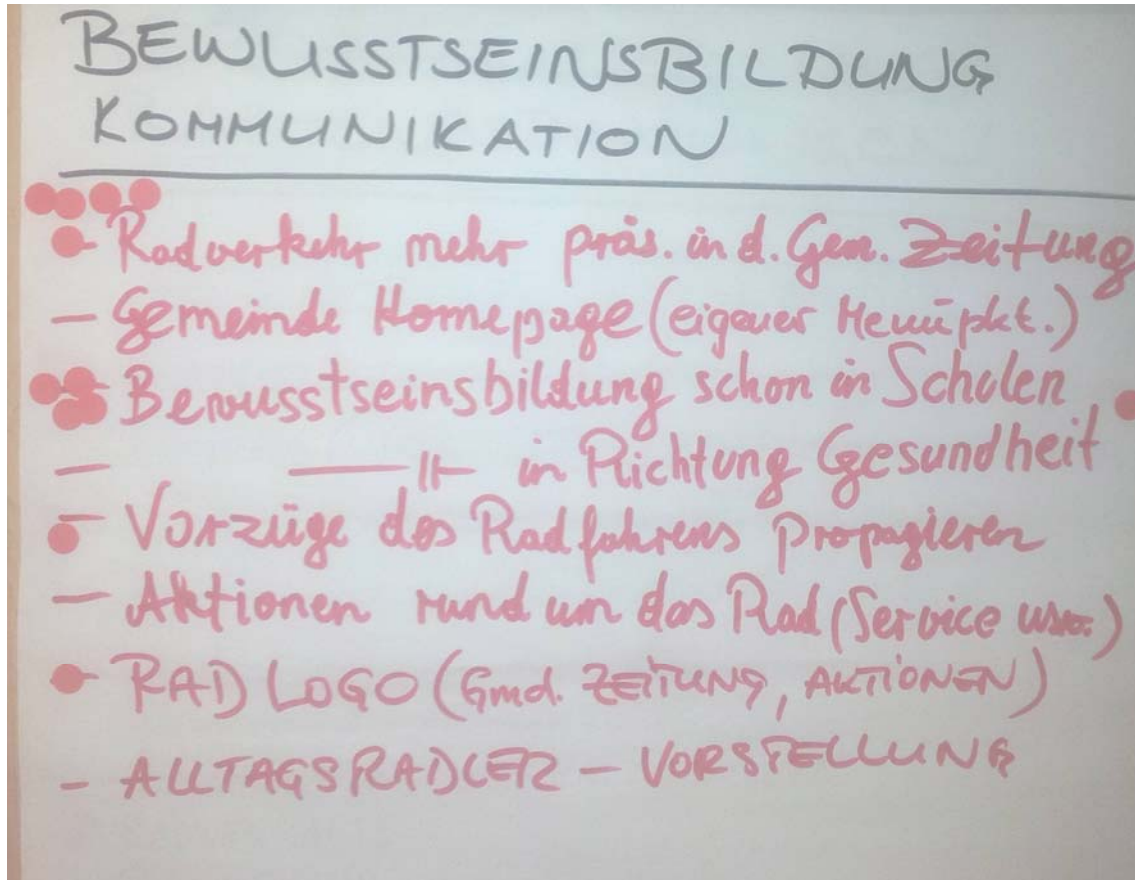 BEWUSSTSEINSBILDUNG
KOMMUNIKATION
- Radverkehr mehr präs. in d. Gem. Zeitung
- Gemeinde Homepage (eigener Menüpkt.)
- Bewusstseinsbildung schon in Schulen
- —————"— in Richtung Gesundheit
- Vorzüge des Radfahrens propagieren
- Aktionen rund um das Rad (Service usw.)
- RAD LOGO (Gmd. ZEITUNG, AKTIONEN)
- ALLTAGSRADLER - VORSTELLUNG